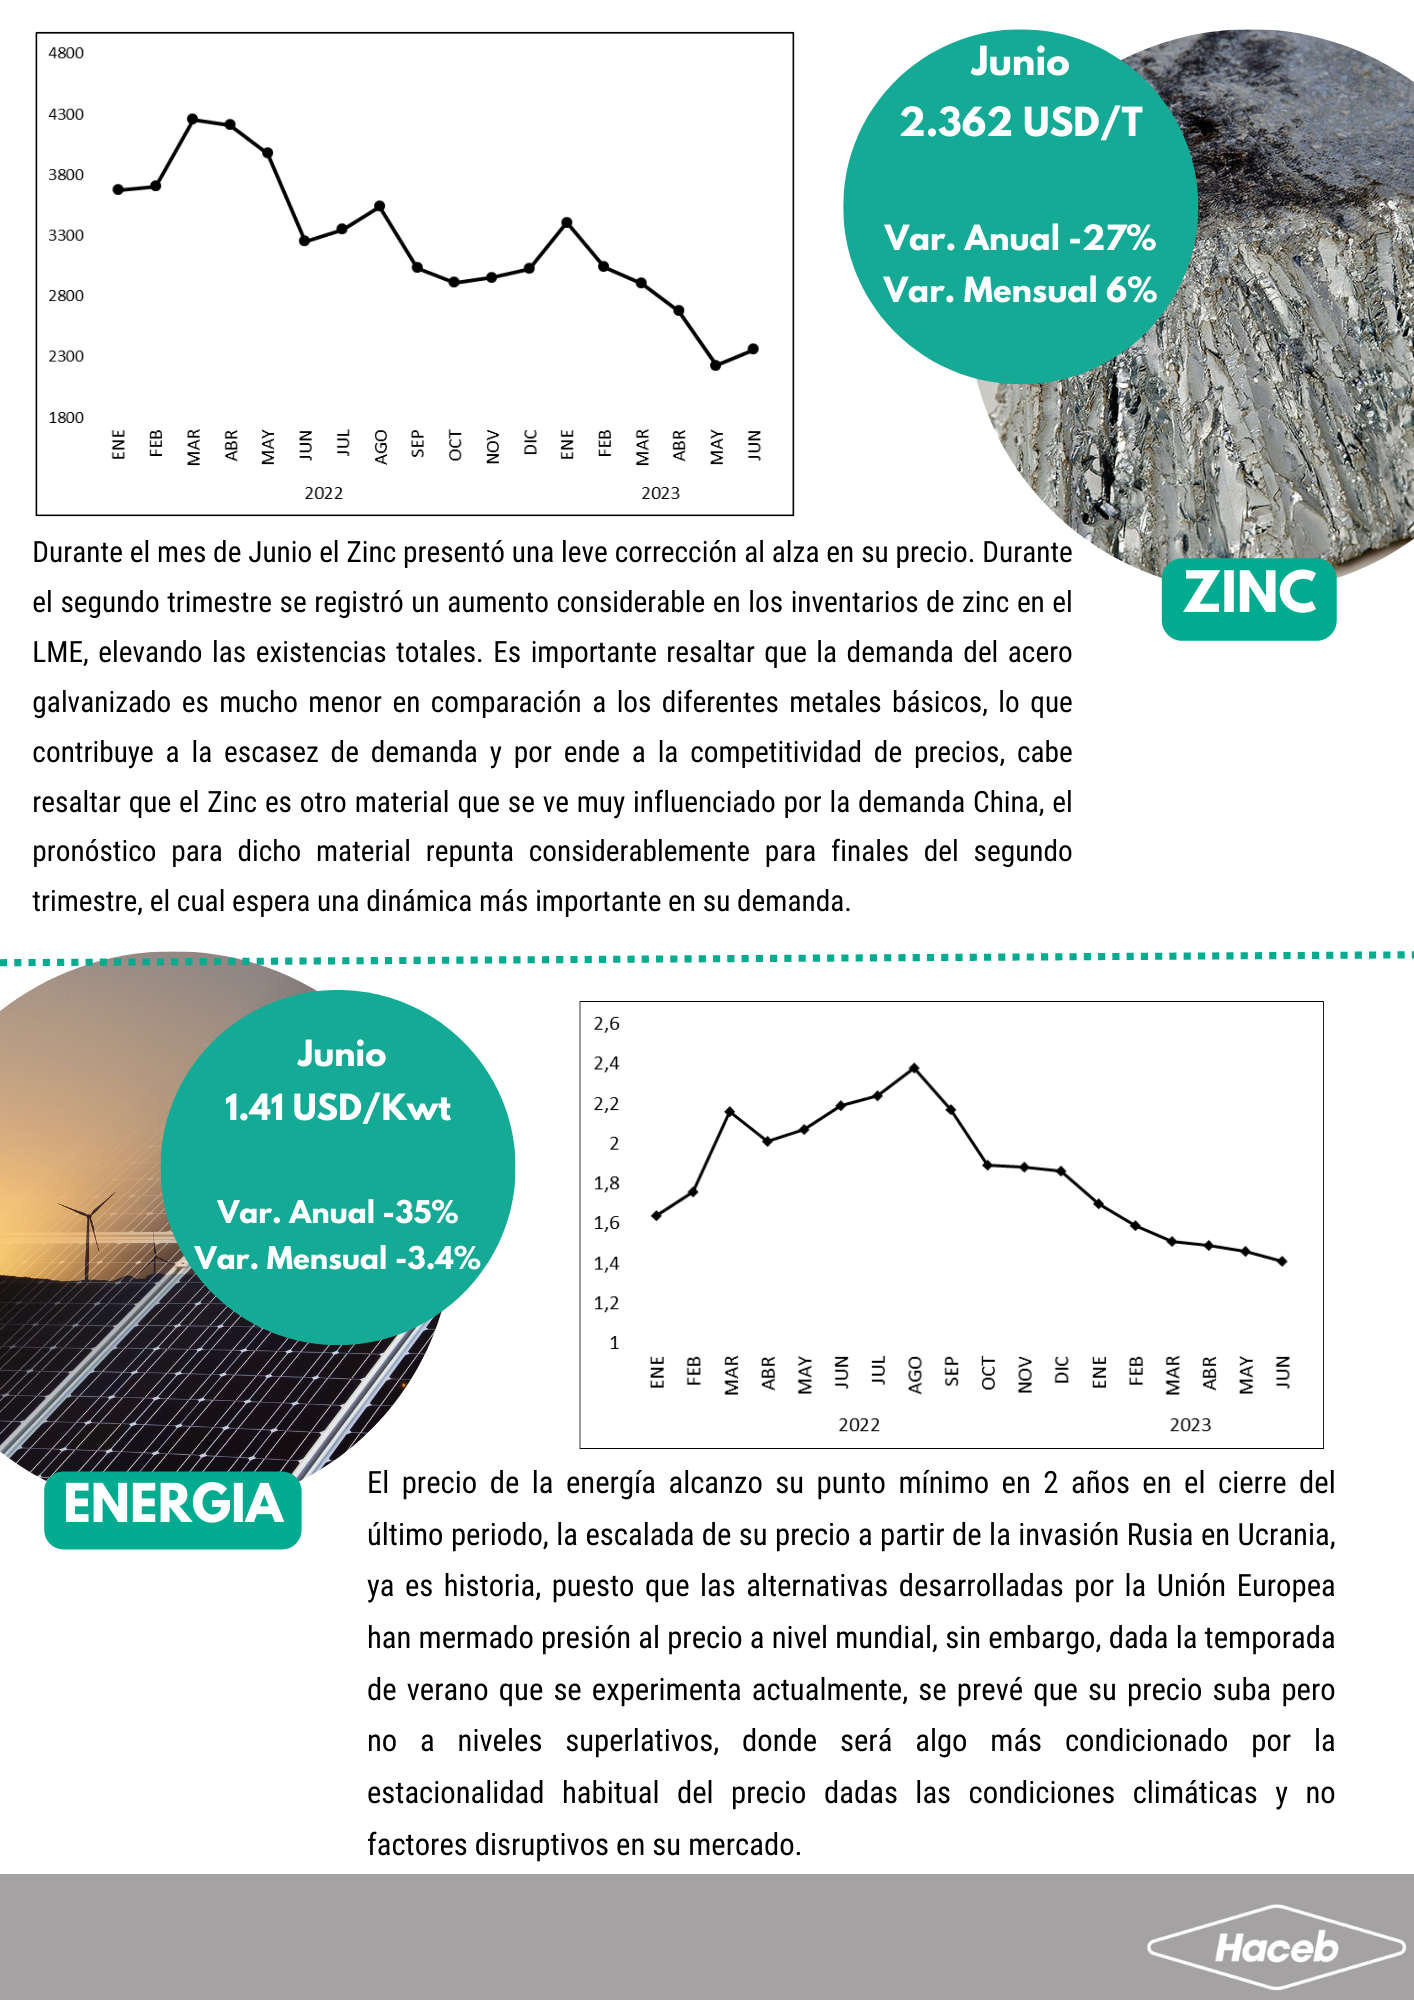 4800
4300
3800
3300
2800
2300
1800
ENE FEB MAR ABR MAY JUN JUL AGO SEP OCT NOV DIC ENE FEB MAR ABR MAY JUN
2022 2023
Junio
2.362 USD/T
Var. Anual -27%
Var. Mensual 6%
ZINC
Durante el mes de Junio el Zinc presentó una leve corrección al alza en su precio. Durante
el segundo trimestre se registró un aumento considerable en los inventarios de zinc en el
LME, elevando las existencias totales. Es importante resaltar que la demanda del acero
galvanizado es mucho menor en comparación a los diferentes metales básicos, lo que
contribuye a la escasez de demanda y por ende a la competitividad de precios, cabe
resaltar que el Zinc es otro material que se ve muy influenciado por la demanda China, el
pronóstico para dicho material repunta considerablemente para finales del segundo
trimestre, el cual espera una dinámica más importante en su demanda.
Junio
1.41 USD/Kwt
Var. Anual -35%
Var. Mensual -3.4%
ENERGIA
2,6
2,4
2,2
2
1,8
1,6
1,4
1,2
1
ENE FEB MAR ABR MAY JUN JUL AGO SEP OCT NOV DIC ENE FEB MAR ABR MAY JUN
2022 2023
El precio de la energía alcanzo su punto mínimo en 2 años en el cierre del
último periodo, la escalada de su precio a partir de la invasión Rusia en Ucrania,
ya es historia, puesto que las alternativas desarrolladas por la Unión Europea
han mermado presión al precio a nivel mundial, sin embargo, dada la temporada
de verano que se experimenta actualmente, se prevé que su precio suba pero
no a niveles superlativos, donde será algo más condicionado por la
estacionalidad habitual del precio dadas las condiciones climáticas y no
factores disruptivos en su mercado.
Haceb